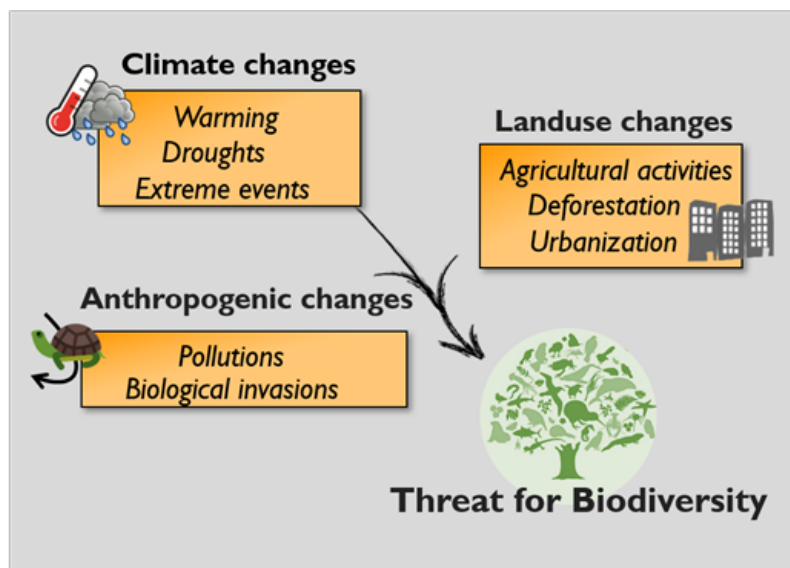 Climate changes
Warming
Droughts
Extreme events
Landuse changes
Agricultural activities
Deforestation
Urbanization
Anthropogenic changes
Pollutions
Biological invasions
Threat for Biodiversity